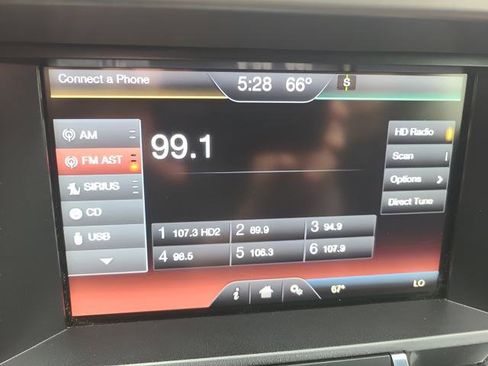 Connect a Phone
5:28 66°
S
AM
FM AST
SIRIUS
CD
USB
99.1
HD Radio
Scan
Options
Direct Tune
1 107.3 HD2 2 89.9 3 94.9
4 98.5 5 106.3 6 107.9
i
67° LO